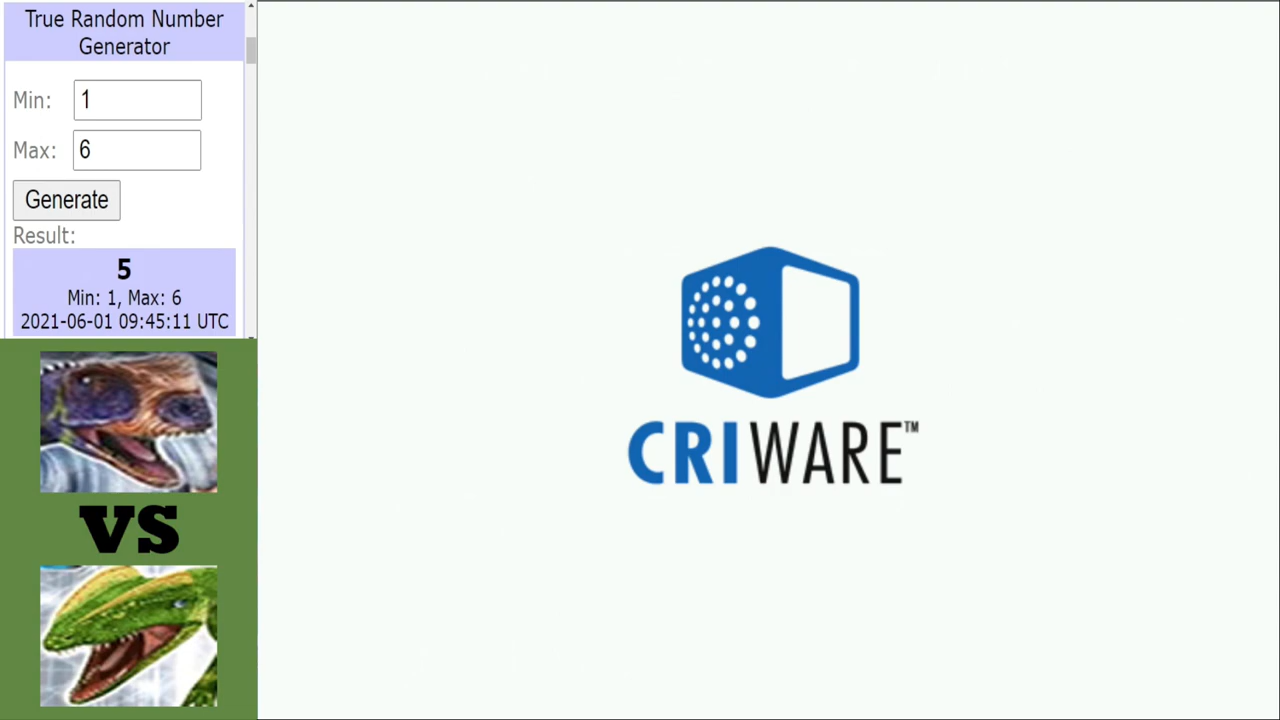 True Random Number
Generator
Min: 1
Max: 6
Generate
Result:
5
Min: 1, Max: 6
2021-06-01 09:45:11 UTC
VS
CRIWARE™